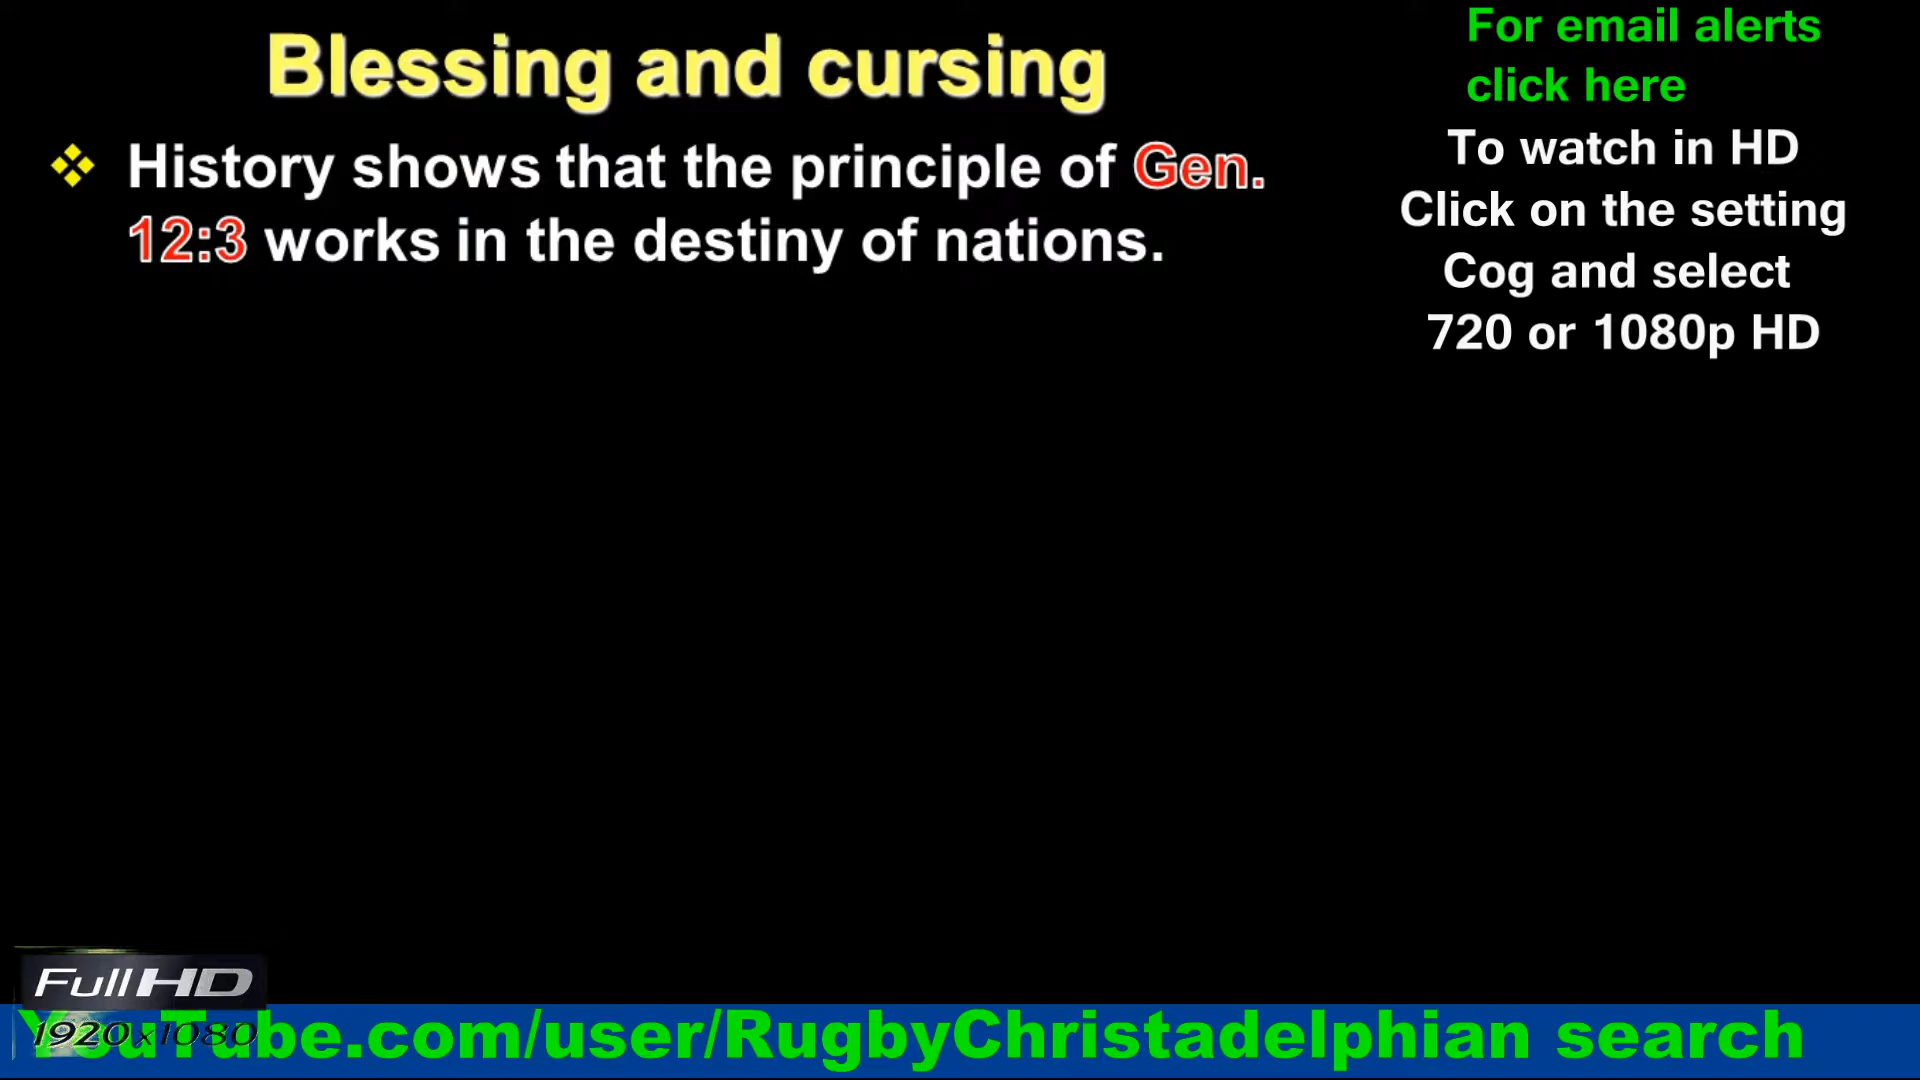 Blessing and cursing
History shows that the principle of Gen.
12:3 works in the destiny of nations.
For email alerts
click here
To watch in HD
Click on the setting
Cog and select
720 or 1080p HD
Full HD
1920x1080
YouTube.com/user/RugbyChristadelphian search